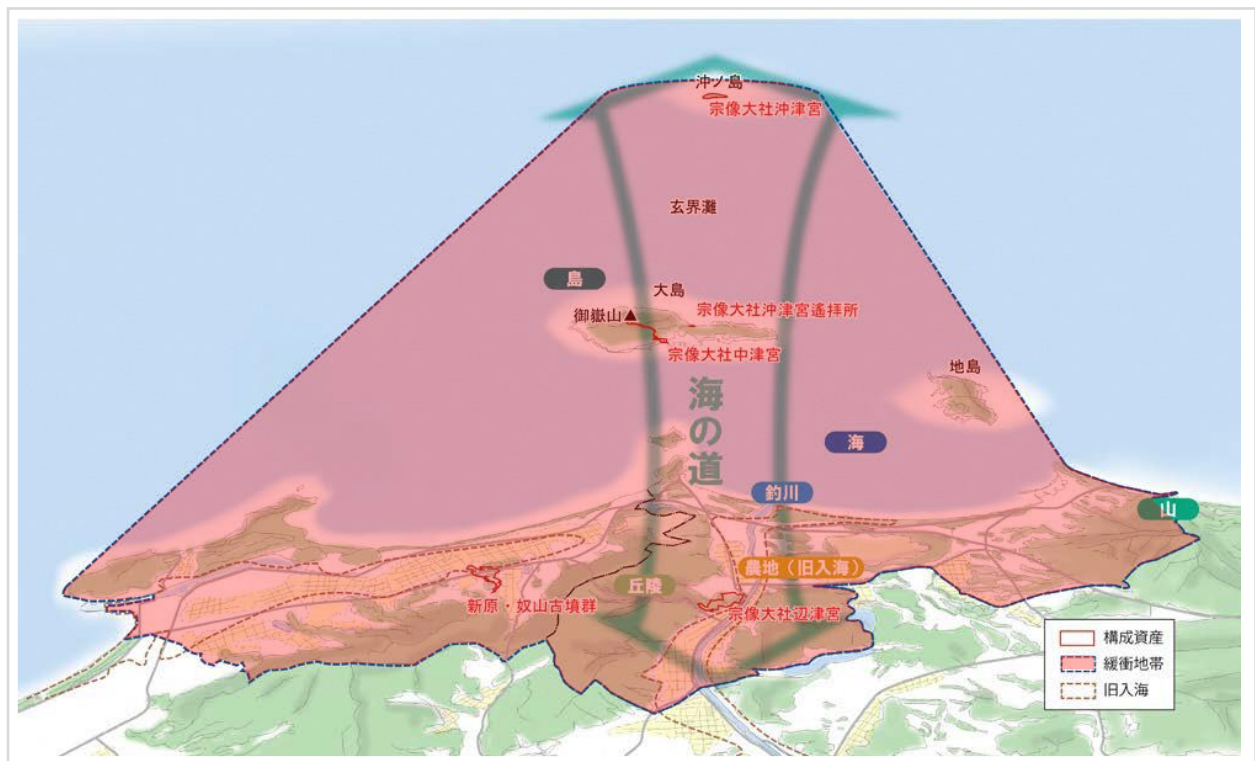 沖ノ島
宗像大社沖津宮
玄界灘
島
大島
御嶽山▲
宗像大社沖津宮遙拝所
宗像大社中津宮
地島
海の道
海
釣川
山
農地（旧入海）
丘陵
新原・奴山古墳群
宗像大社辺津宮
構成資産
緩衝地帯
旧入海